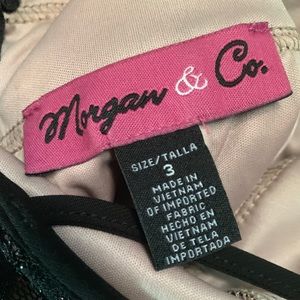 Morgan & Co.
SIZE/TALLA
3
MADE IN
VIETNAM
OF IMPORTED
FABRIC
HECHO EN
VIETNAM
DE TELA
IMPORTADA